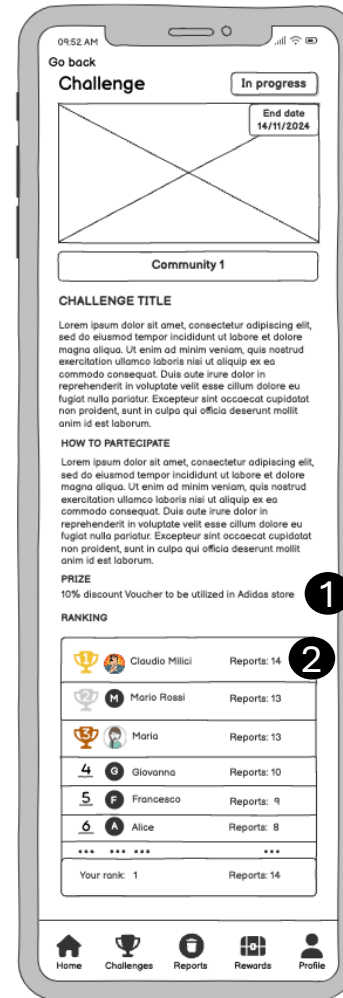 09:52 AM
Go back
Challenge
In progress
End date
14/11/2024
Community 1
CHALLENGE TITLE
Lorem ipsum dolor sit amet, consectetur adipiscing elit,
sed do eiusmod tempor incididunt ut labore et dolore
magna aliqua. Ut enim ad minim veniam, quis nostrud
exercitation ullamco laboris nisi ut aliquip ex ea
commodo consequat. Duis aute irure dolor in
reprehenderit in voluptate velit esse cillum dolore eu
fugiat nulla pariatur. Excepteur sint occaecat cupidatat
non proident, sunt in culpa qui officia deserunt mollit
anim id est laborum.
HOW TO PARTECIPATE
Lorem ipsum dolor sit amet, consectetur adipiscing elit,
sed do eiusmod tempor incididunt ut labore et dolore
magna aliqua. Ut enim ad minim veniam, quis nostrud
exercitation ullamco laboris nisi ut aliquip ex ea
commodo consequat. Duis aute irure dolor in
reprehenderit in voluptate velit esse cillum dolore eu
fugiat nulla pariatur. Excepteur sint occaecat cupidatat
non proident, sunt in culpa qui officia deserunt mollit
anim id est laborum.
PRIZE
10% discount Voucher to be utilized in Adidas store 1
RANKING
1 Claudio Milici Reports: 14 2
2 M Mario Rossi Reports: 13
3 Maria Reports: 13
4 G Giovanna Reports: 10
5 F Francesco Reports: 9
6 A Alice Reports: 8
... ... ... ...
Your rank: 1 Reports: 14
Home Challenges Reports Rewards Profile